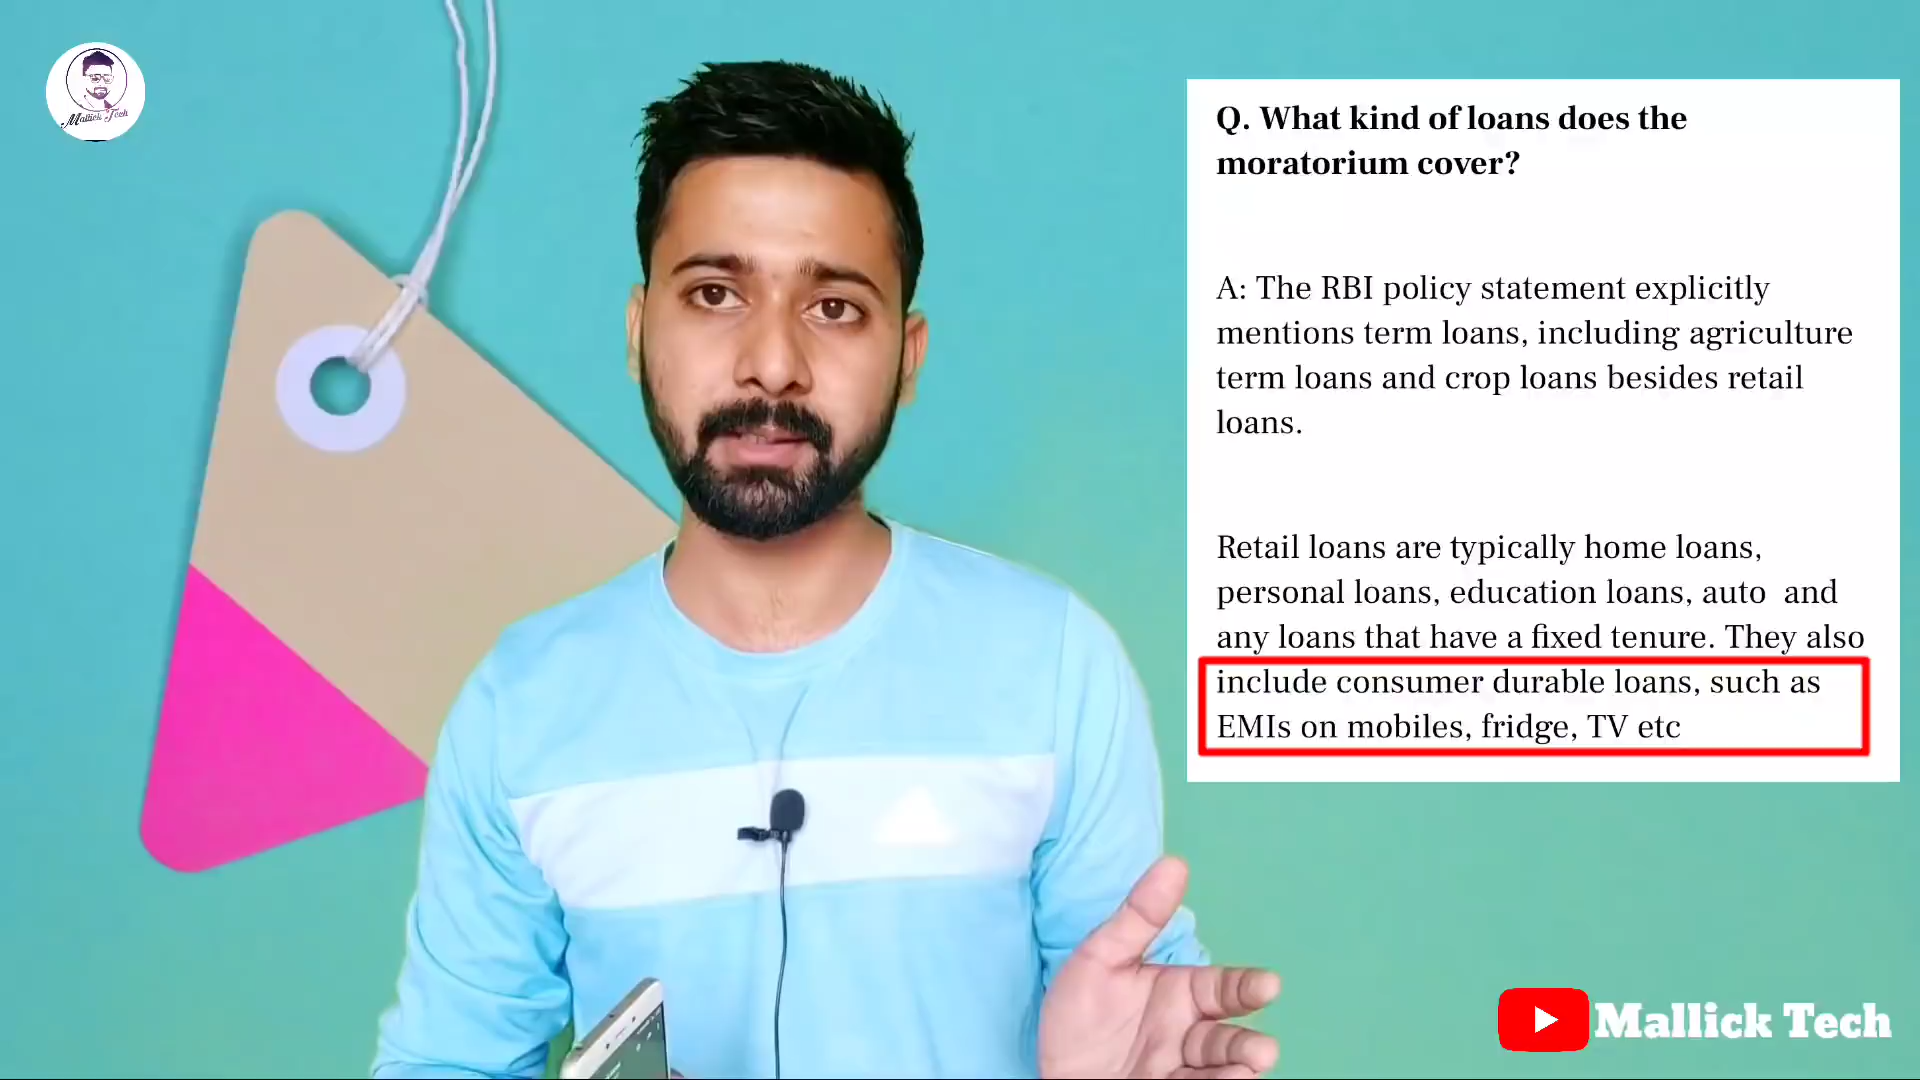 Mallick Tech
Q. What kind of loans does the
moratorium cover?
A: The RBI policy statement explicitly
mentions term loans, including agriculture
term loans and crop loans besides retail
loans.
Retail loans are typically home loans,
personal loans, education loans, auto  and
any loans that have a fixed tenure. They also
include consumer durable loans, such as
EMIs on mobiles, fridge, TV etc
Mallick Tech